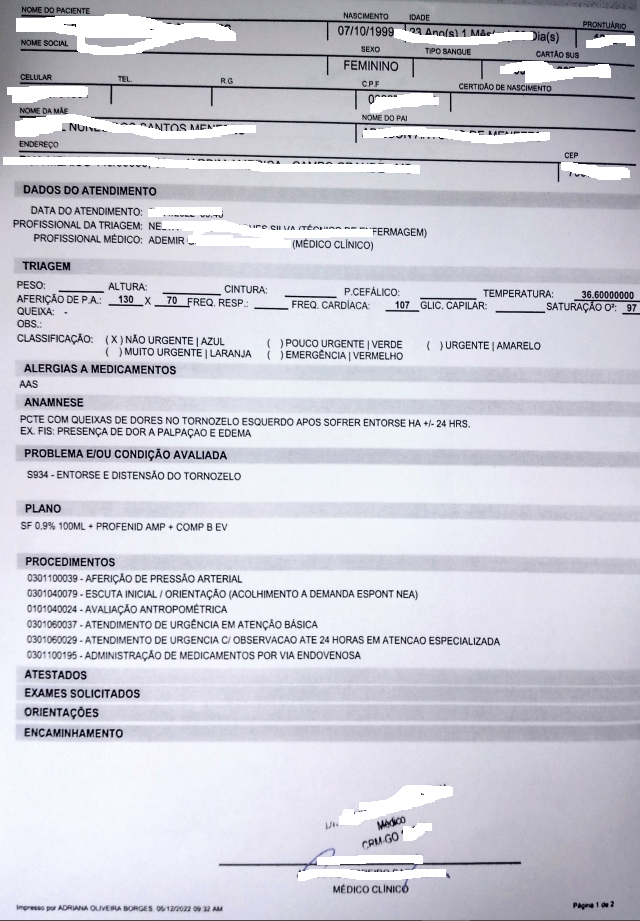 NOME DO PACIENTE NASCIMENTO IDADE PRONTUÁRIO
07/10/1999 23 Ano(s) 1 Mês Dia(s)
NOME SOCIAL SEXO TIPO SANGUE CARTÃO SUS
FEMININO
CELULAR TEL. R.G C.P.F CERTIDÃO DE NASCIMENTO
NOME DA MÃE NOME DO PAI
SANTOS
ENDEREÇO CEP
DADOS DO ATENDIMENTO
DATA DO ATENDIMENTO:
PROFISSIONAL DA TRIAGEM: SILVA (TÉCNICO DE ENFERMAGEM)
PROFISSIONAL MÉDICO: ADEMIR (MÉDICO CLÍNICO)
TRIAGEM
PESO: ALTURA: CINTURA: P.CEFÁLICO: TEMPERATURA: 36.60000000
AFERIÇÃO DE P.A.: 130 X 70 FREQ. RESP.: FREQ. CARDÍACA: 107 GLIC. CAPILAR: SATURAÇÃO O²: 97
QUEIXA: -
OBS.:
CLASSIFICAÇÃO: ( X ) NÃO URGENTE | AZUL ( ) POUCO URGENTE | VERDE ( ) URGENTE | AMARELO
( ) MUITO URGENTE | LARANJA ( ) EMERGÊNCIA | VERMELHO
ALERGIAS A MEDICAMENTOS
AAS
ANAMNESE
PCTE COM QUEIXAS DE DORES NO TORNOZELO ESQUERDO APOS SOFRER ENTORSE HA +/- 24 HRS.
EX. FIS: PRESENÇA DE DOR A PALPAÇAO E EDEMA
PROBLEMA E/OU CONDIÇÃO AVALIADA
S934 - ENTORSE E DISTENSÃO DO TORNOZELO
PLANO
SF 0.9% 100ML + PROFENID AMP + COMP B EV
PROCEDIMENTOS
0301100039 - AFERIÇÃO DE PRESSÃO ARTERIAL
0301040079 - ESCUTA INICIAL / ORIENTAÇÃO (ACOLHIMENTO A DEMANDA ESPONT NEA)
0101040024 - AVALIAÇÃO ANTROPOMÉTRICA
0301060037 - ATENDIMENTO DE URGÊNCIA EM ATENÇÃO BÁSICA
0301060029 - ATENDIMENTO DE URGENCIA C/ OBSERVACAO ATE 24 HORAS EM ATENCAO ESPECIALIZADA
0301100195 - ADMINISTRAÇÃO DE MEDICAMENTOS POR VIA ENDOVENOSA
ATESTADOS
EXAMES SOLICITADOS
ORIENTAÇÕES
ENCAMINHAMENTO
Médico
CRM-GO
MÉDICO CLÍNICO
Impresso por ADRIANA OLIVEIRA BORGES, 05/12/2022 09:32 AM Página 1 de 2